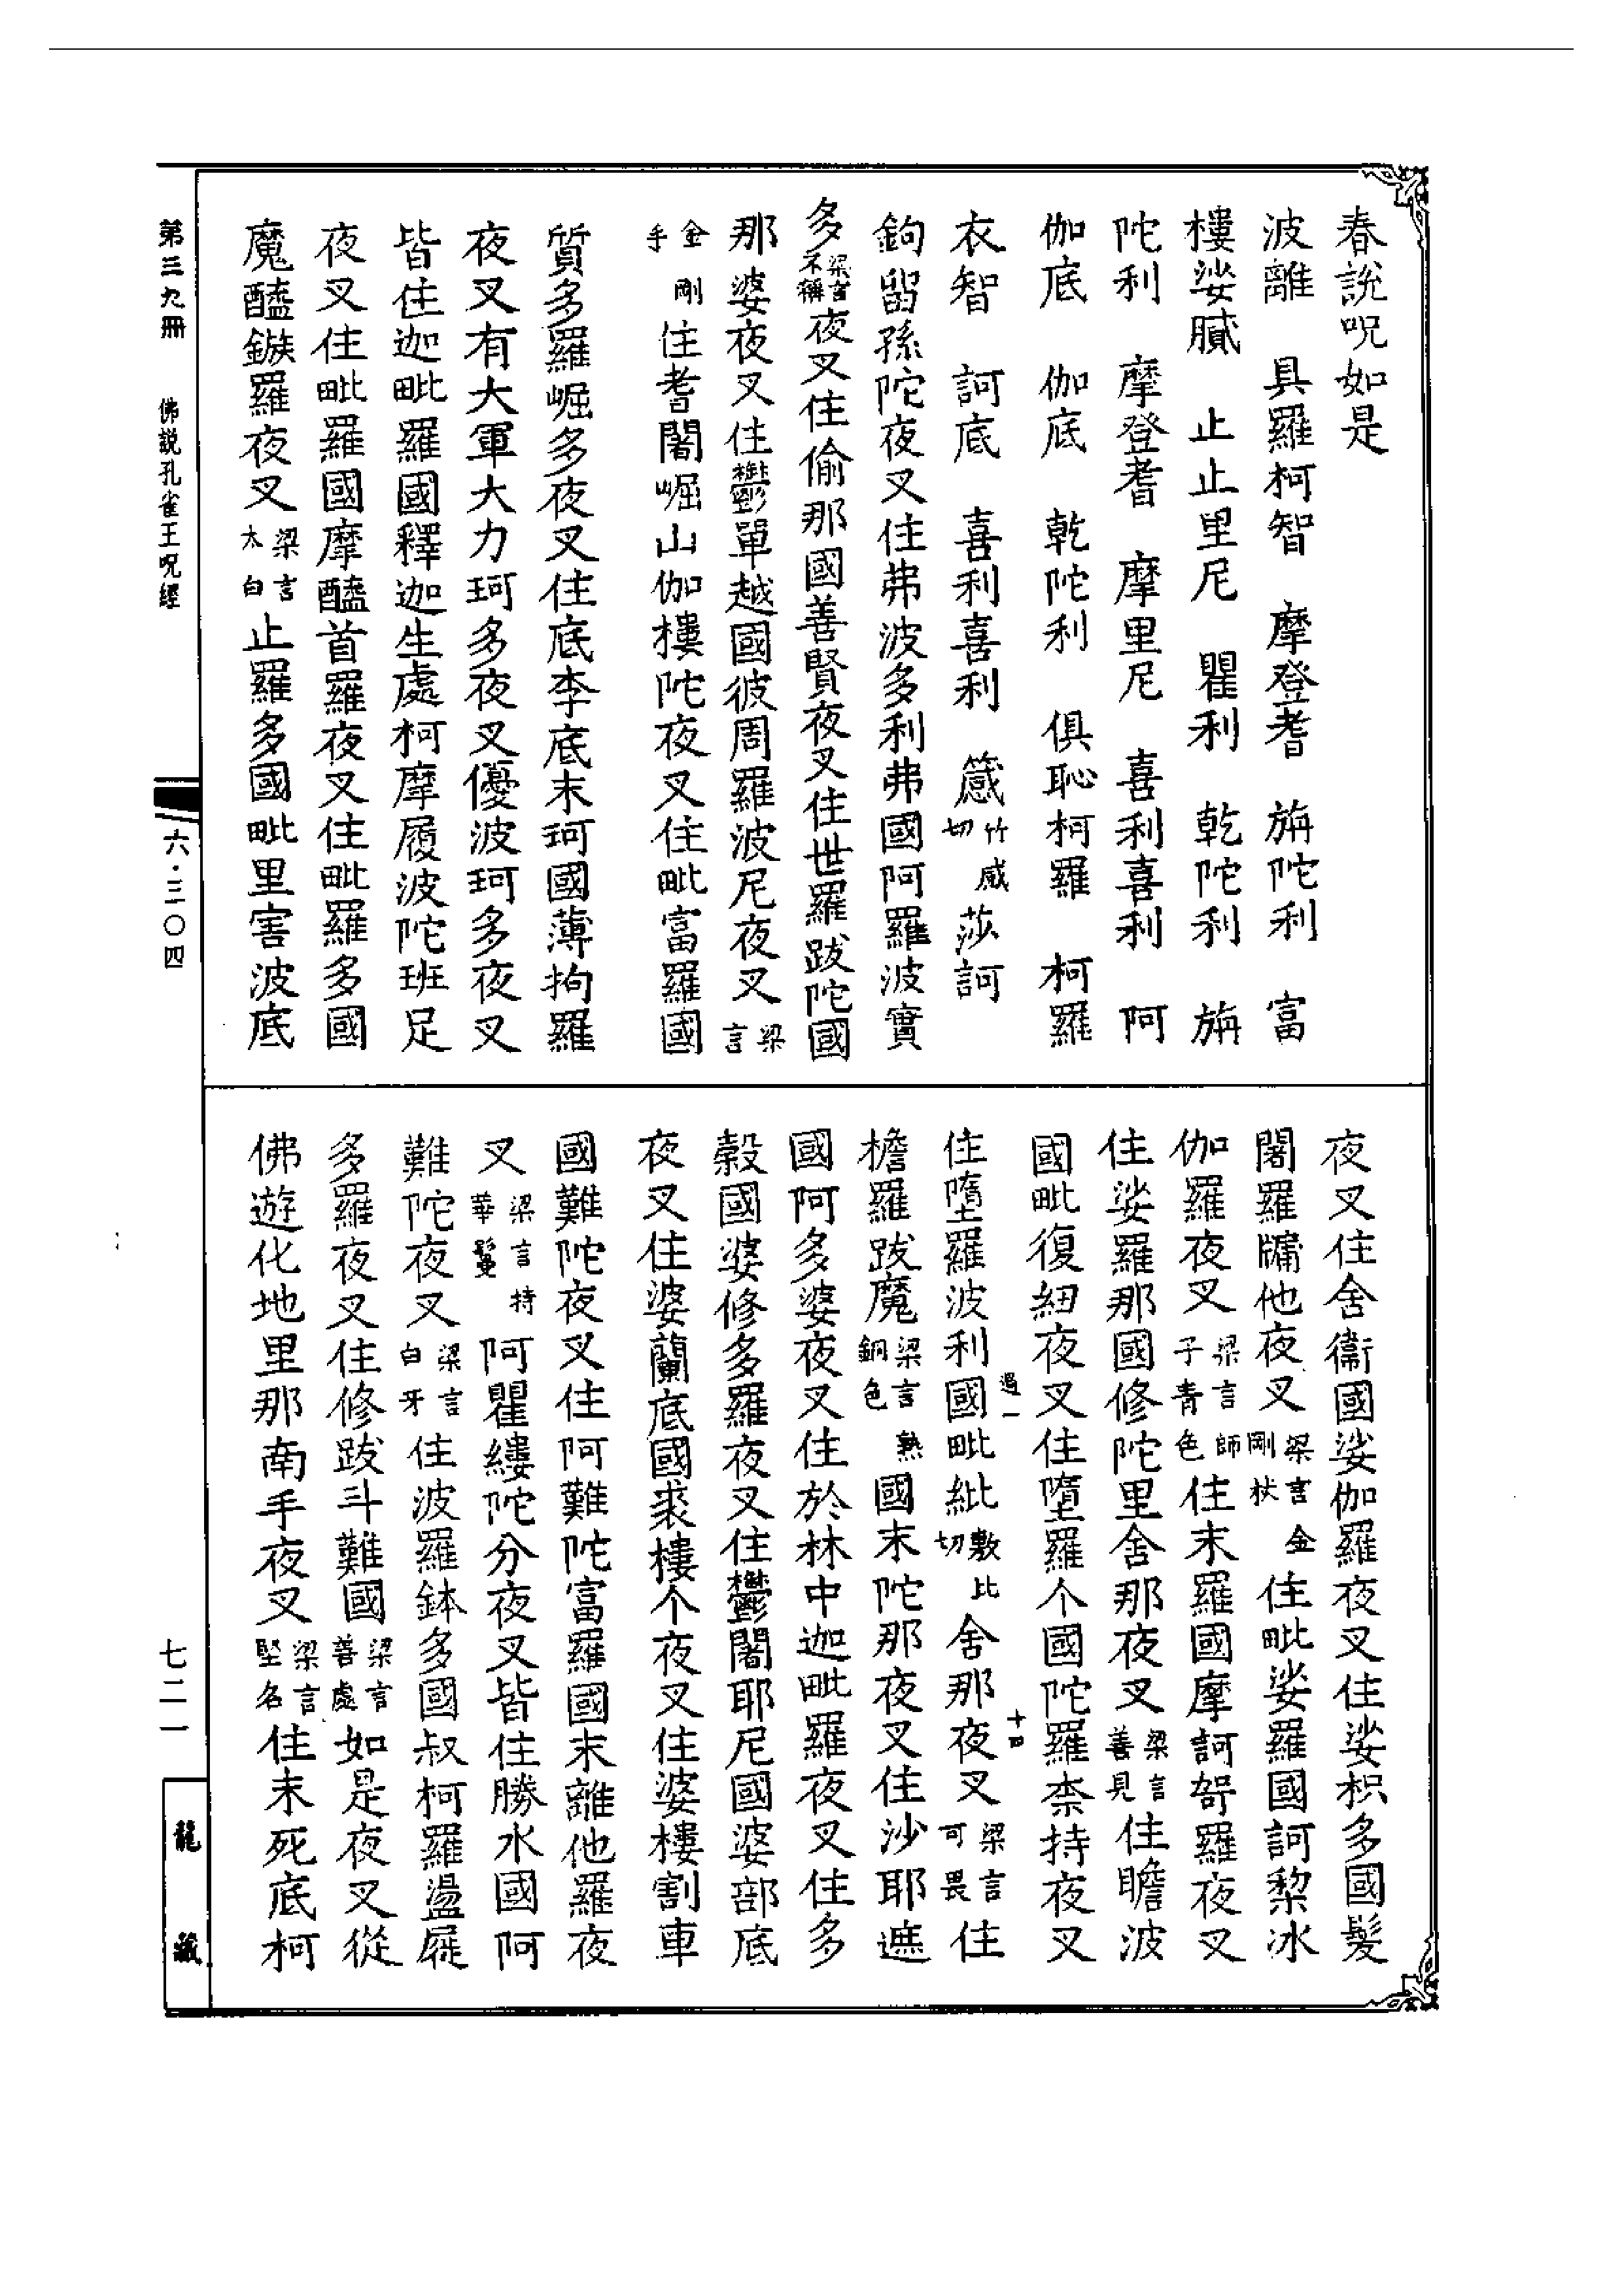 春說呪如是
波離　具羅柯智　摩登耆　旃陀利　富
樓娑膩　止止里尼　瞿利　乾陀利　旃
陀利　摩登耆　摩里尼　喜利喜利　阿
伽底　伽底　乾陀利　俱恥柯羅　柯羅
衣智　訶底　喜利喜利　簚竹威切　莎訶
鉤留孫陀夜叉住弗波多利弗國阿羅波實
多梁言不稱夜叉住偷那國善賢夜叉住世羅跋陀國
那婆夜叉住鬱單越國彼周羅波尼夜叉梁言
金剛手住耆闍崛山伽樓陀夜叉住毗富羅國
質多羅崛多夜叉住底李底末珂國薄拘羅
夜叉有大軍大力珂多夜叉優波珂多夜叉
皆住迦毗羅國釋迦生處柯摩履波陀班足
夜叉住毗羅國摩醯首羅夜叉住毗羅多國
魔醯鏃羅夜叉梁言太白止羅多國毗里害波底
夜叉住舍衞國娑伽羅夜叉住娑枳多國髮
闍羅牗他夜叉梁言金剛杖住毗娑羅國訶棃冰
伽羅夜叉梁言師子青色住末羅國摩訶哿羅夜叉
住娑羅那國修陀里舍那夜叉梁言善見住瞻波
國毗復紐夜叉住墮羅个國陀羅柰持夜叉
住墮羅波利國毗紕敷比切舍那夜叉梁言可畏住
檐羅跋魔梁言熟銅色國末陀那夜叉住沙耶遮
國阿多婆夜叉住於林中迦毗羅夜叉住多
穀國婆修多羅夜叉住鬱闍耶尼國婆部底
夜叉住婆蘭底國裘樓个夜叉住婆樓割車
國難陀夜叉住阿難陀富羅國末離他羅夜
叉梁言持華鬘阿瞿縷陀分夜叉皆住勝水國阿
難陀夜叉梁言白牙住波羅鉢多國叔柯羅盪屣
多羅夜叉住修跋斗難國梁言善處如是夜叉從
佛遊化地里那南手夜叉梁言堅名住末死底柯
第三九冊　佛說孔雀王呪經
六·三〇四
七二一
龍藏
過一
十四